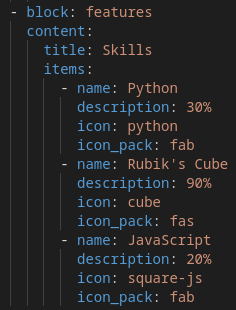 - block: features
content:
title: Skills
items:
- name: Python
description: 30%
icon: python
icon_pack: fab
- name: Rubik's Cube
description: 90%
icon: cube
icon_pack: fas
- name: JavaScript
description: 20%
icon: square-js
icon_pack: fab